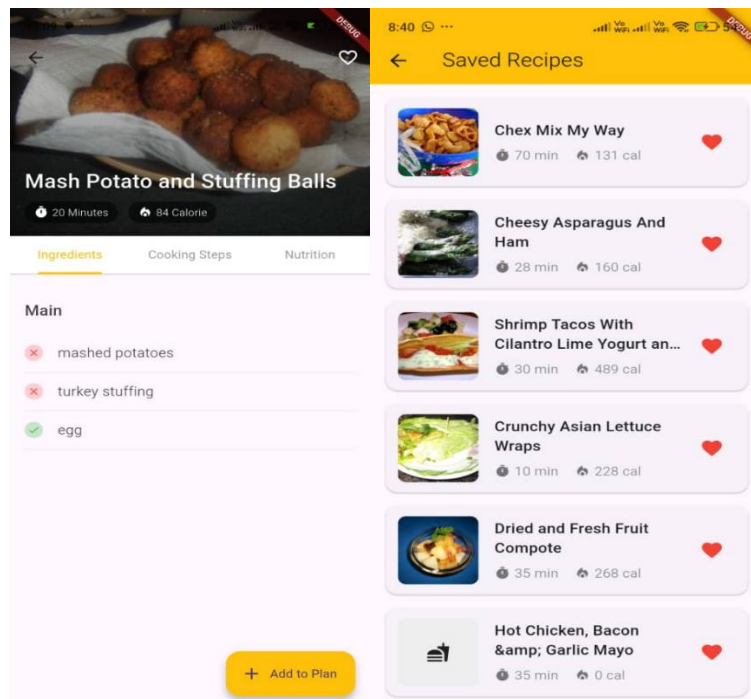 DEBUG
Mash Potato and Stuffing Balls
20 Minutes 84 Calorie
Ingredients Cooking Steps Nutrition
Main
mashed potatoes
turkey stuffing
egg
+ Add to Plan
8:40
Vo WiFi Vo WiFi
DEBUG
Saved Recipes
Chex Mix My Way
70 min 131 cal
Cheesy Asparagus And
Ham
28 min 160 cal
Shrimp Tacos With
Cilantro Lime Yogurt an...
30 min 489 cal
Crunchy Asian Lettuce
Wraps
10 min 228 cal
Dried and Fresh Fruit
Compote
35 min 268 cal
Hot Chicken, Bacon
&amp; Garlic Mayo
35 min 0 cal